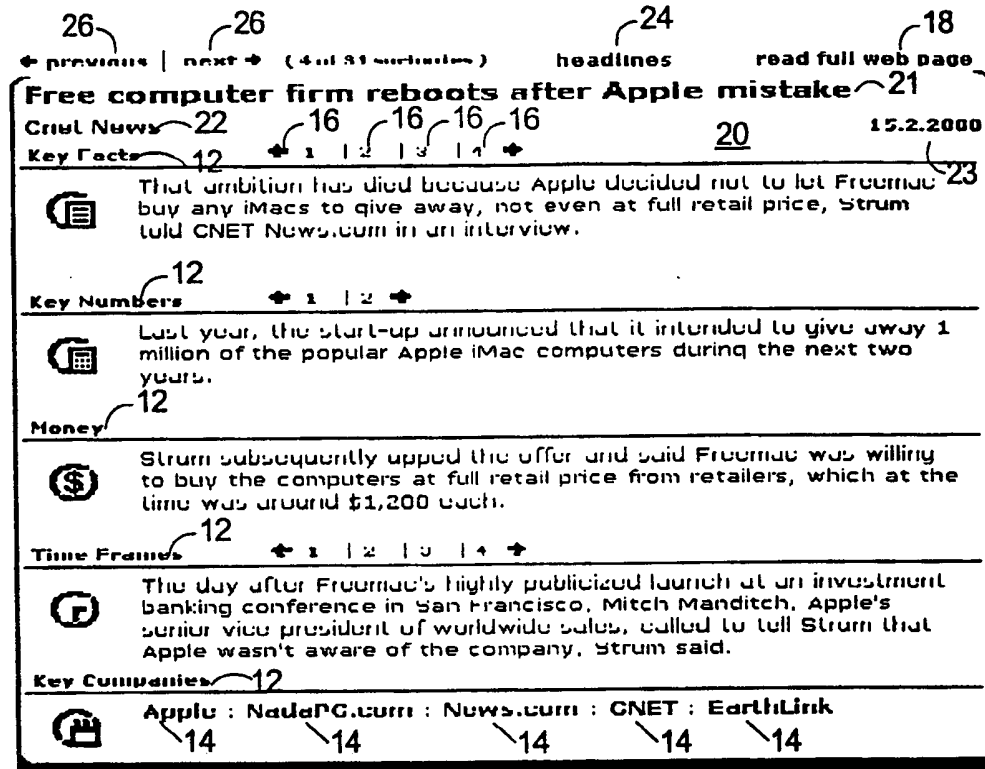 26 26 24 18
← previous | next → (4 of 31 articles) headlines read full web page
Free computer firm reboots after Apple mistake 21
Cnet News 22 16 16 16 16 20 15.2.2000
Key Facts 12 ← 1 | 2 | 3 | 4 → 23
That ambition has died because Apple decided not to let Freemac
buy any iMacs to give away, not even at full retail price, Strum
told CNET News.com in an interview.
12
Key Numbers ← 1 | 2 →
Last year, the start-up announced that it intended to give away 1
million of the popular Apple iMac computers during the next two
years.
12
Money
Strum subsequently upped the offer and said Freemac was willing
to buy the computers at full retail price from retailers, which at the
time was around $1,200 each.
12
Time Frames ← 1 | 2 | 3 | 4 →
The day after Freemac's highly publicized launch at an investment
banking conference in San Francisco, Mitch Manditch, Apple's
senior vice president of worldwide sales, called to tell Strum that
Apple wasn't aware of the company, Strum said.
Key Companies 12
Apple : NadaPC.com : News.com : CNET : EarthLink
14 14 14 14 14